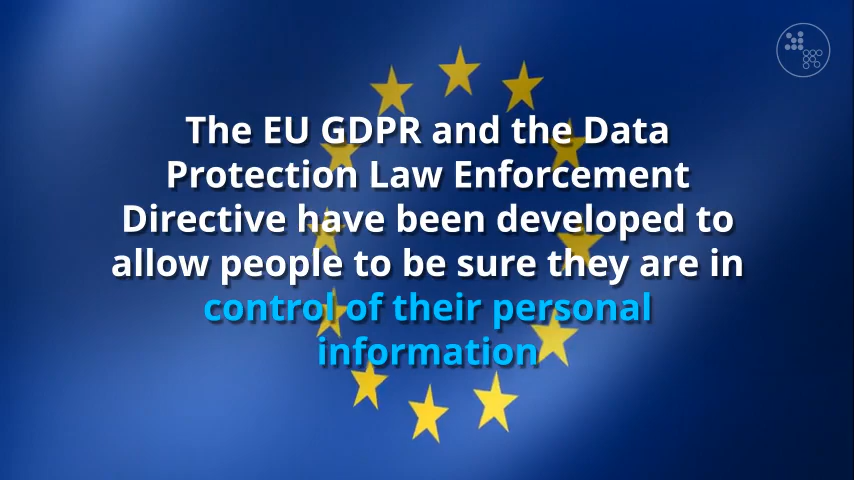 The EU GDPR and the Data
Protection Law Enforcement
Directive have been developed to
allow people to be sure they are in
control of their personal
information